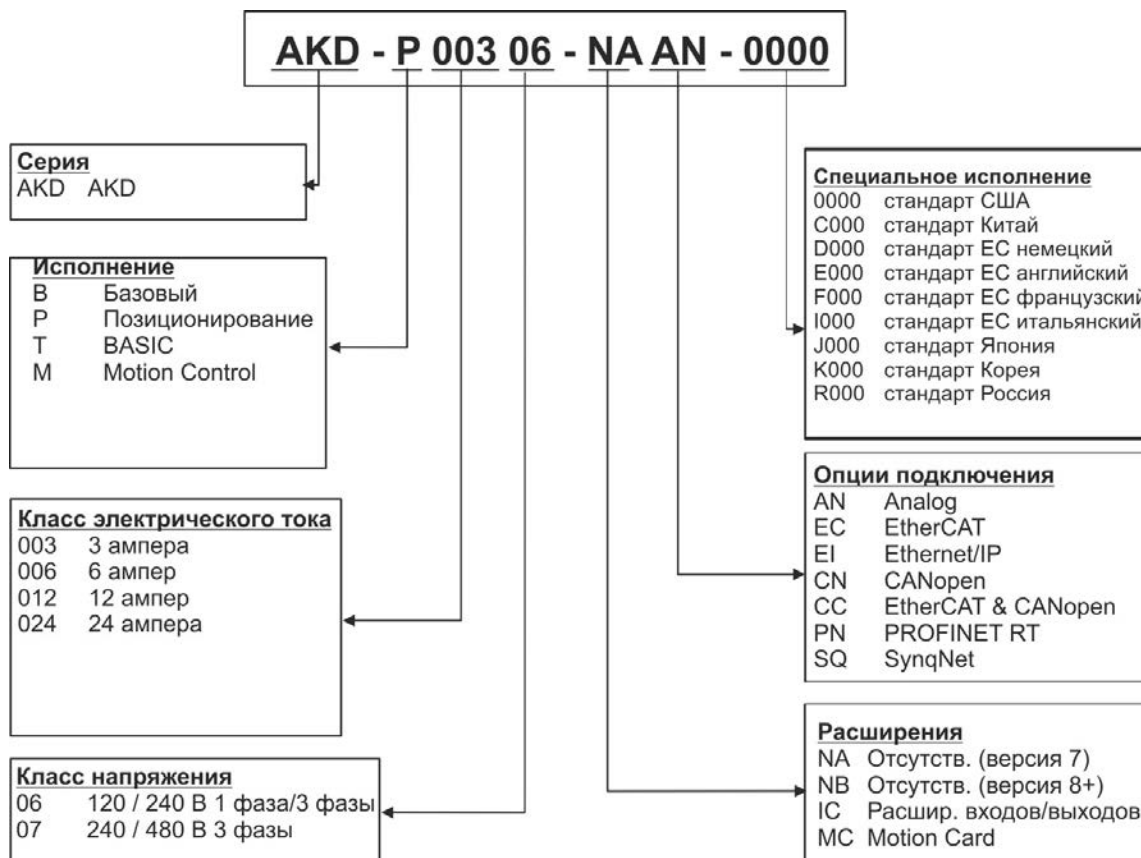 AKD - P 003 06 - NA AN - 0000
Серия
AKD AKD
Исполнение
B Базовый
P Позиционирование
T BASIC
M Motion Control
Класс электрического тока
003 3 ампера
006 6 ампер
012 12 ампер
024 24 ампера
Класс напряжения
06 120 / 240 В 1 фаза/3 фазы
07 240 / 480 В 3 фазы
Специальное исполнение
0000 стандарт США
C000 стандарт Китай
D000 стандарт ЕС немецкий
E000 стандарт ЕС английский
F000 стандарт ЕС французский
I000 стандарт ЕС итальянский
J000 стандарт Япония
K000 стандарт Корея
R000 стандарт Россия
Опции подключения
AN Analog
EC EtherCAT
EI Ethernet/IP
CN CANopen
CC EtherCAT & CANopen
PN PROFINET RT
SQ SynqNet
Расширения
NA Отсутств. (версия 7)
NB Отсутств. (версия 8+)
IC Расшир. входов/выходов
MC Motion Card